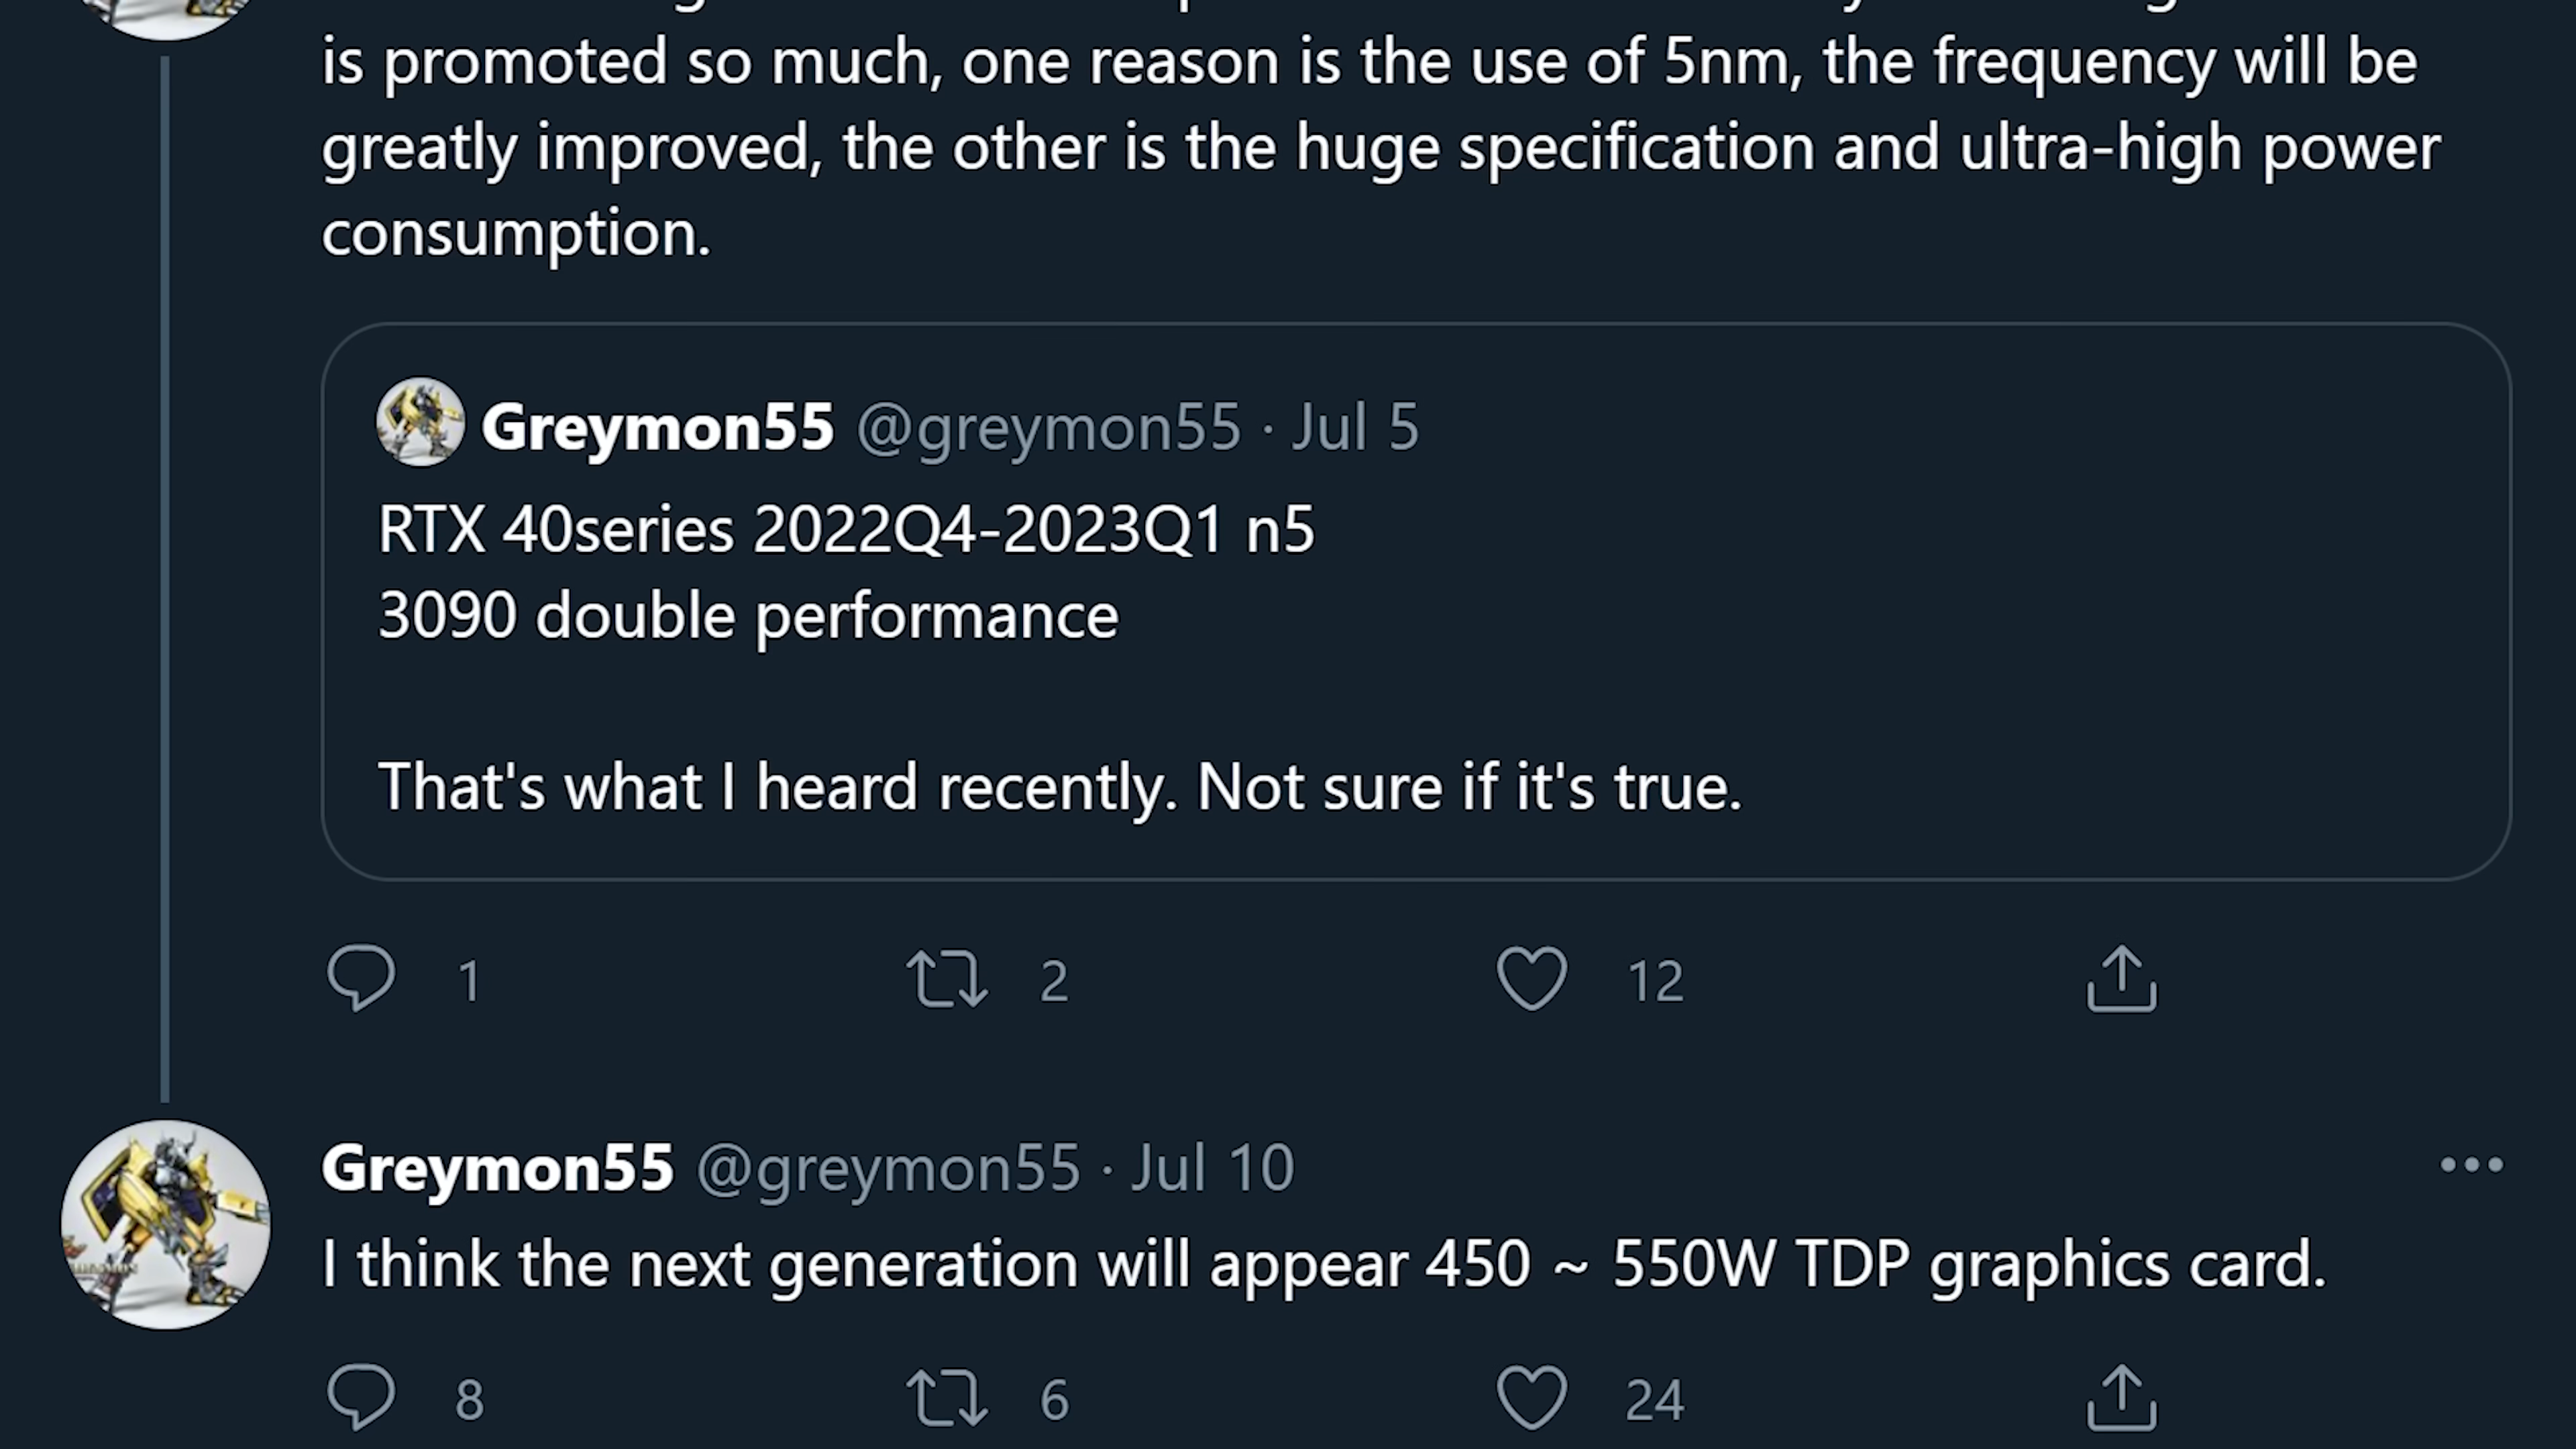 is promoted so much, one reason is the use of 5nm, the frequency will be
greatly improved, the other is the huge specification and ultra-high power
consumption.
Greymon55 @greymon55 · Jul 5
RTX 40series 2022Q4-2023Q1 n5
3090 double performance
That's what I heard recently. Not sure if it's true.
1 2 12
Greymon55 @greymon55 · Jul 10
I think the next generation will appear 450 ~ 550W TDP graphics card.
8 6 24